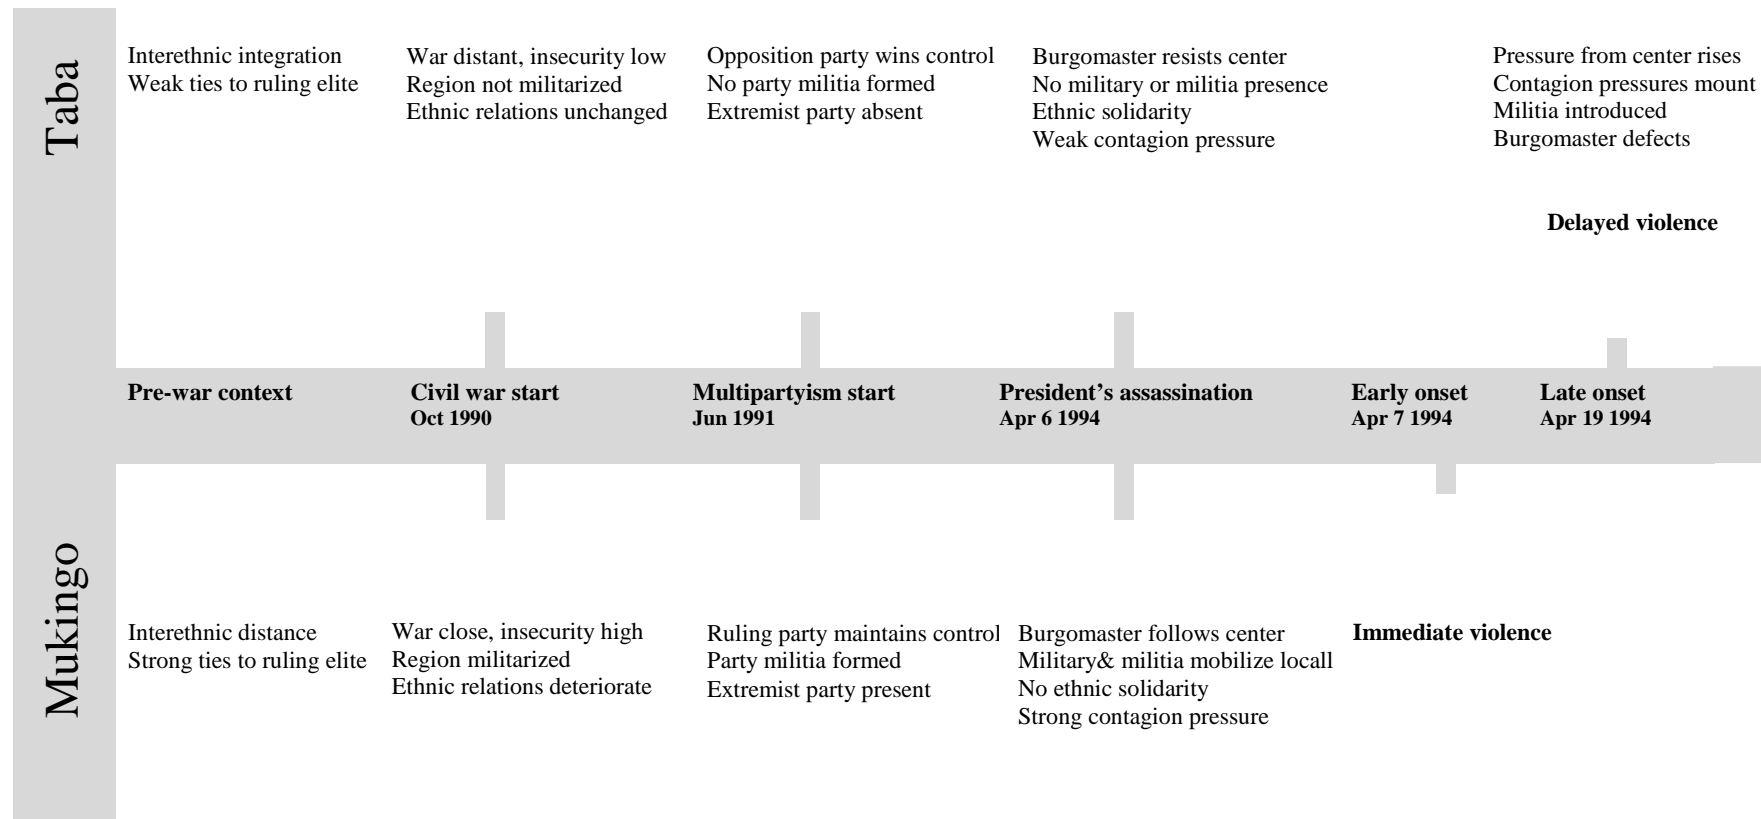 Taba
Interethnic integration
Weak ties to ruling elite
War distant, insecurity low
Region not militarized
Ethnic relations unchanged
Opposition party wins control
No party militia formed
Extremist party absent
Burgomaster resists center
No military or militia presence
Ethnic solidarity
Weak contagion pressure
Pressure from center rises
Contagion pressures mount
Militia introduced
Burgomaster defects
Delayed violence
Pre-war context
Civil war start
Oct 1990
Multipartyism start
Jun 1991
President’s assassination
Apr 6 1994
Early onset
Apr 7 1994
Late onset
Apr 19 1994
Mukingo
Interethnic distance
Strong ties to ruling elite
War close, insecurity high
Region militarized
Ethnic relations deteriorate
Ruling party maintains control
Party militia formed
Extremist party present
Burgomaster follows center
Military& militia mobilize locall
No ethnic solidarity
Strong contagion pressure
Immediate violence